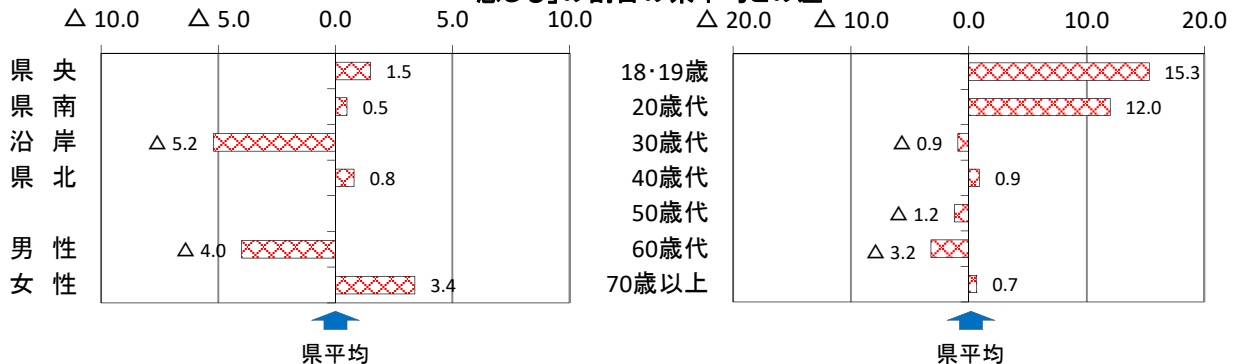 △ 10.0 △ 5.0 0.0 5.0 10.0
県 央 1.5
県 南 0.5
沿 岸 △ 5.2
県 北 0.8
男 性 △ 4.0
女 性 3.4
県平均
△ 20.0 △ 10.0 0.0 10.0 20.0
18・19歳 15.3
20歳代 12.0
30歳代 △ 0.9
40歳代 0.9
50歳代 △ 1.2
60歳代 △ 3.2
70歳以上 0.7
県平均